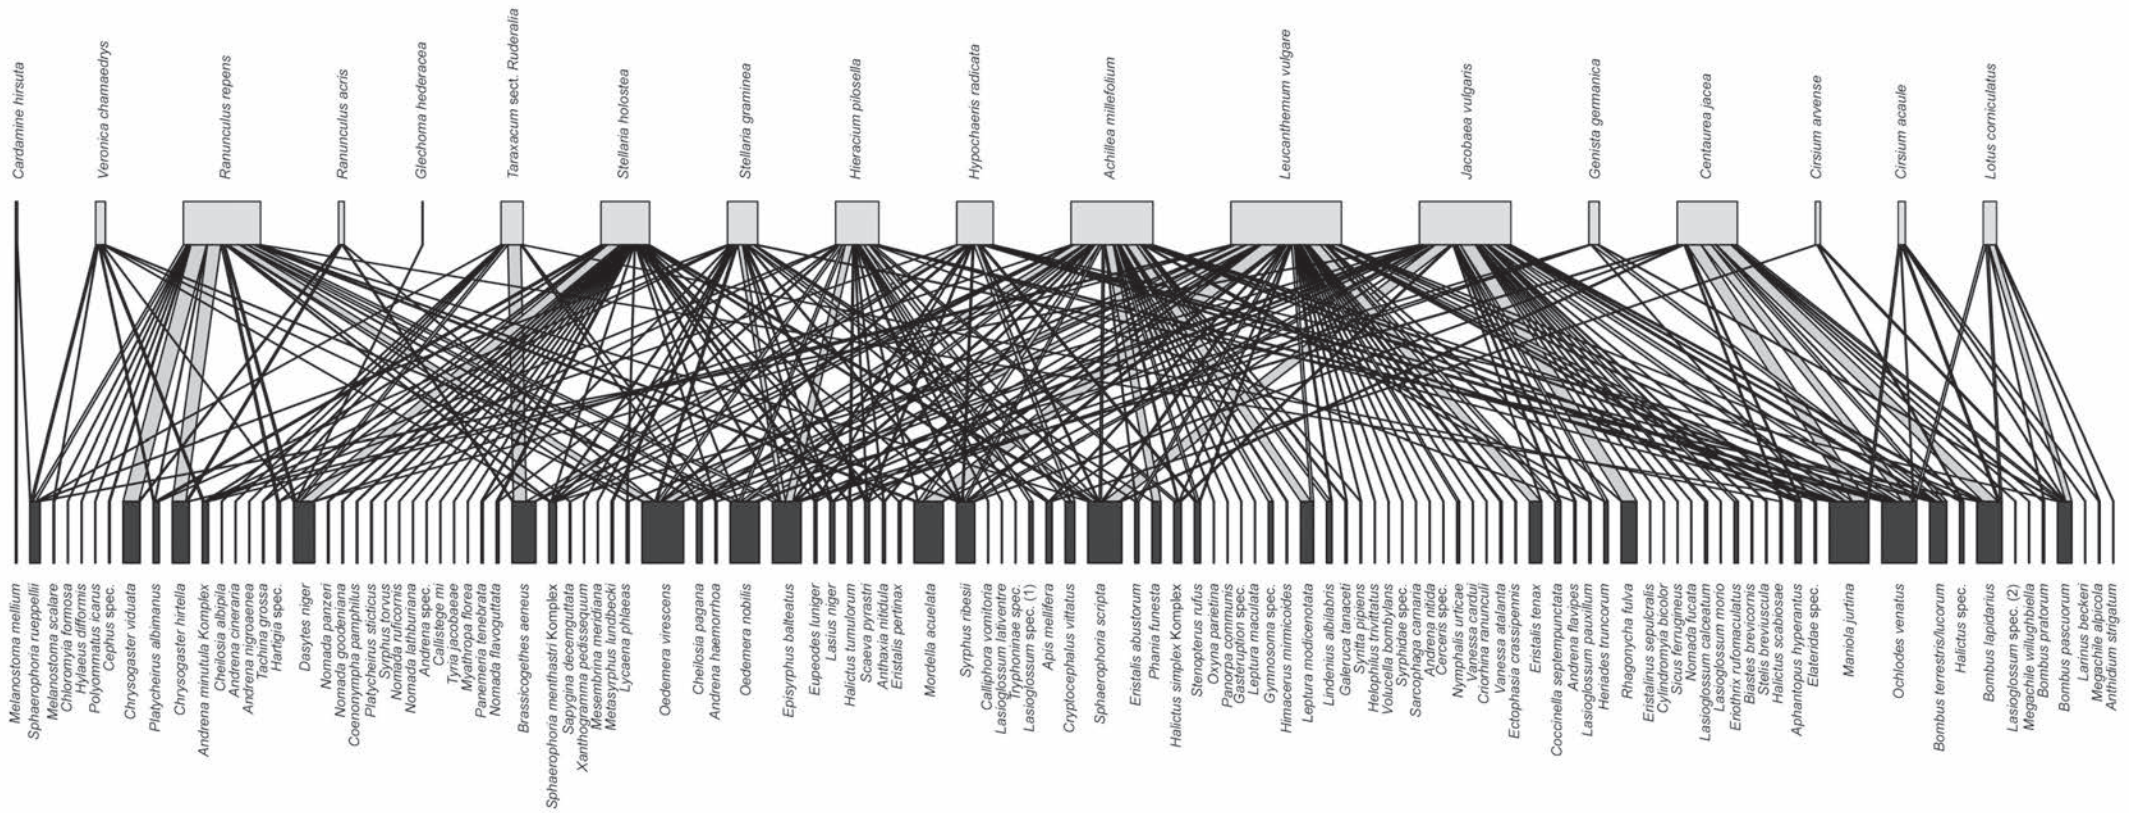 Cardamine hirsuta
Veronica chamaedrys
Ranunculus repens
Ranunculus acris
Glechoma hederacea
Taraxacum sect. Ruderalia
Stellaria holostea
Stellaria graminea
Hieracium pilosella
Hypochaeris radicata
Achillea millefolium
Leucanthemum vulgare
Jacobaea vulgaris
Genista germanica
Centaurea jacea
Cirsium arvense
Cirsium acaule
Lotus corniculatus
Melanostoma mellium
Sphaerophoria rueppellii
Melanostoma scalare
Chloromyia formosa
Hylaeus difformis
Polyommatus icarus
Cephus spec.
Chrysogaster viduata
Platycheirus albimanus
Chrysogaster hirtella
Andrena minutula Komplex
Cheilosia albipila
Andrena cineraria
Andrena nigroaenea
Tachina grossa
Hartigia spec.
Dasytes niger
Nomada panzeri
Nomada goodeniana
Coenonympha pamphilus
Platycheirus sticticus
Syrphus torvus
Nomada ruficornis
Nomada lathburiana
Andrena spec.
Callistege mi
Tyria jacobaeae
Myathropa florea
Panemeria tenebrata
Nomada flavoguttata
Brassicogethes aeneus
Sphaerophoria menthastri Komplex
Sapygina decemguttata
Xanthogramma pedissequum
Mesembrina meridiana
Metasyrphus lundbecki
Lycaena phlaeas
Oedemera virescens
Cheilosia pagana
Andrena haemorrhoa
Oedemera nobilis
Episyrphus balteatus
Eupeodes luniger
Lasius niger
Halictus tumulorum
Scaeva pyrastri
Anthaxia nitidula
Eristalis pertinax
Mordella acuelata
Syrphus ribesii
Calliphora vomitoria
Lasioglossum lativentre
Tryphoninae spec.
Lasioglossum spec. (1)
Apis mellifera
Cryptocephalus vittatus
Sphaerophoria scripta
Eristalis abustorum
Phania funesta
Halictus simplex Komplex
Stenopterus rufus
Oxyna parietina
Panorpa communis
Gasteruption spec.
Leptura maculata
Gymnosoma spec.
Himacerus mirmicoides
Leptura modicenotata
Lindenius albilabris
Galeruca tanaceti
Syritta pipiens
Helophilus trivittatus
Volucella bombylans
Syrphidae spec.
Sarcophaga carnaria
Andrena nitida
Cerceris spec.
Nymphalis urticae
Vanessa cardui
Criorhina ranunculi
Vanessa atalanta
Ectophasia crassipennis
Eristalis tenax
Coccinella septempunctata
Andrena flavipes
Lasioglossum pauxillum
Heriades truncorum
Rhagonycha fulva
Eristalinus sepulcralis
Cylindromyia bicolor
Sicus ferrugineus
Nomada fucata
Lasioglossum calceatum
Lasioglossum morio
Eriothrix rufomaculatus
Biastes brevicornis
Stelis breviuscula
Halictus scabiosae
Aphantopus hyperantus
Elateridae spec.
Maniola jurtina
Ochlodes venatus
Bombus terrestris/lucorum
Halictus spec.
Bombus lapidarius
Lasioglossum spec. (2)
Megachile willughbiella
Bombus pratorum
Bombus pascuorum
Larinus beckeri
Megachile alpicola
Anthidium strigatum